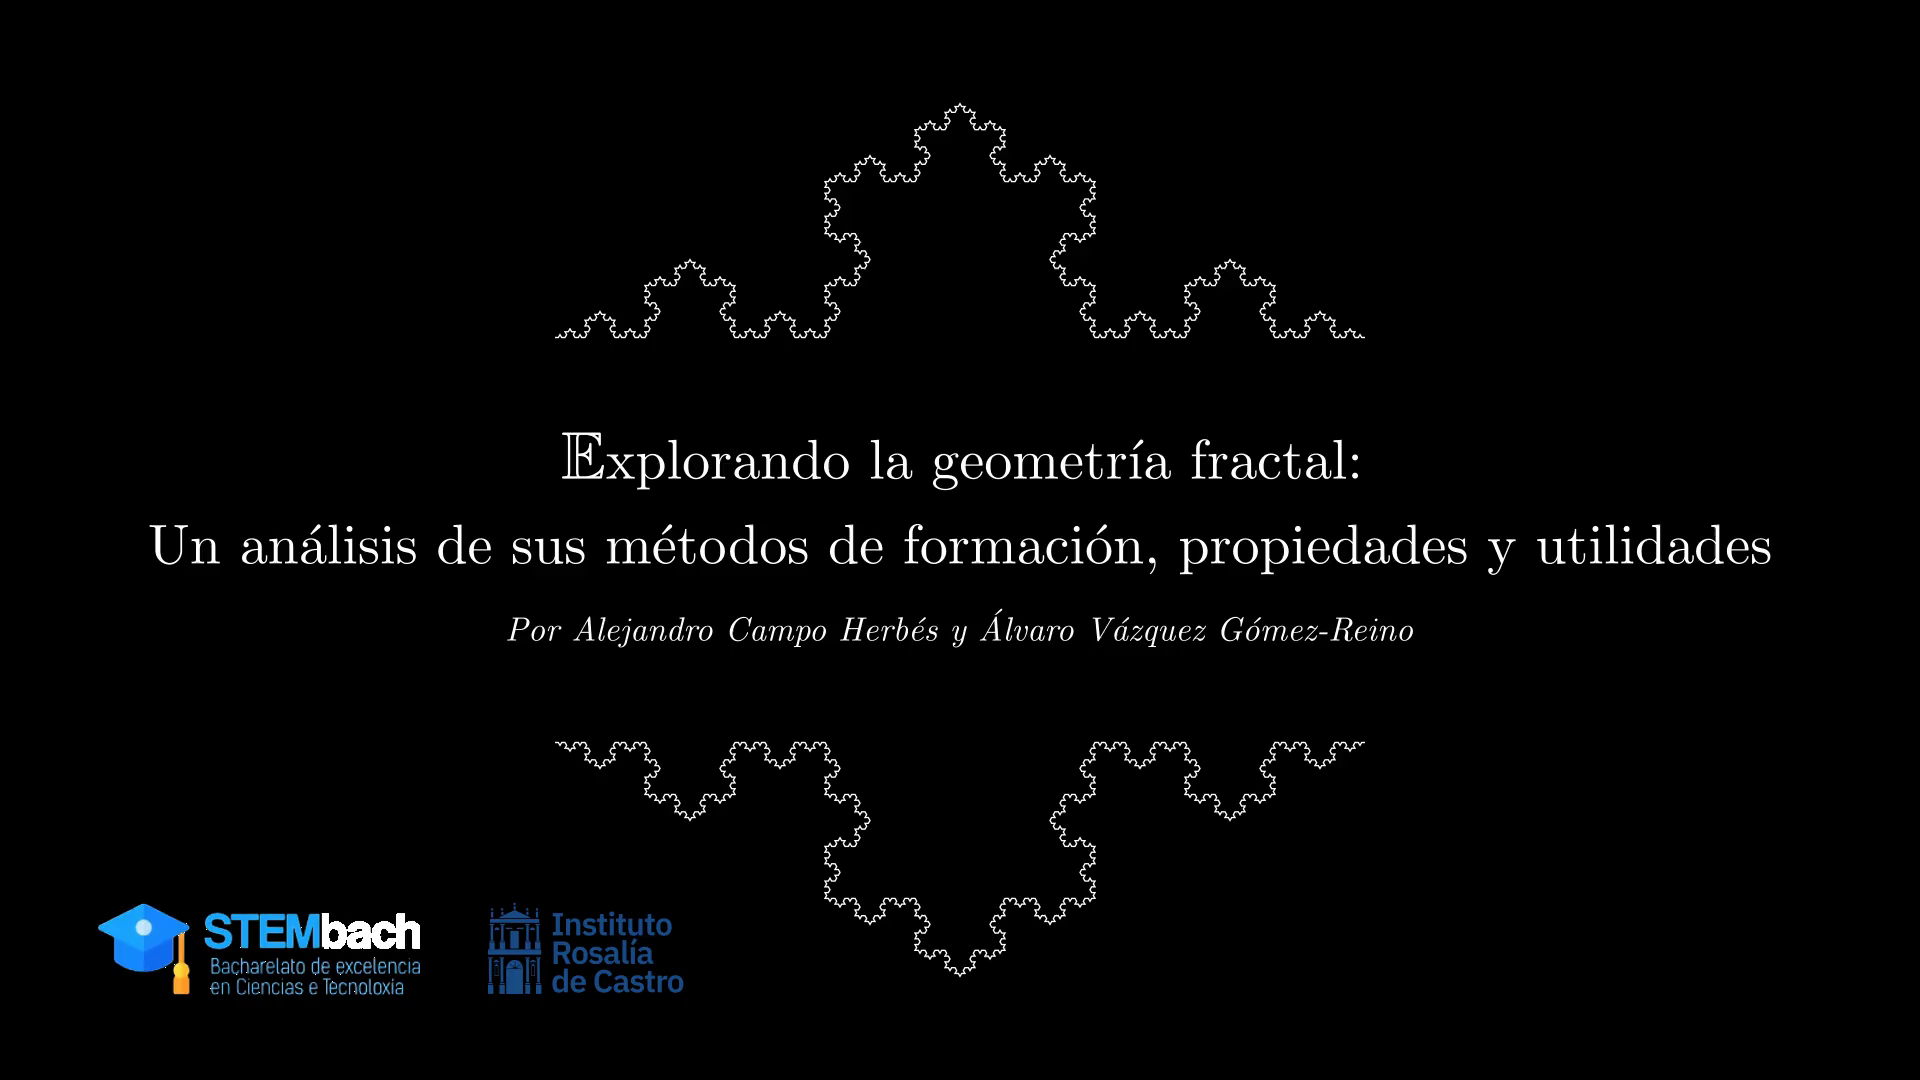 𝔼xplorando la geometría fractal:
Un análisis de sus métodos de formación, propiedades y utilidades
Por Alejandro Campo Herbés y Álvaro Vázquez Gómez-Reino
STEMbach
Bacharelato de excelencia
en Ciencias e Tecnoloxía
Instituto
Rosalía
de Castro